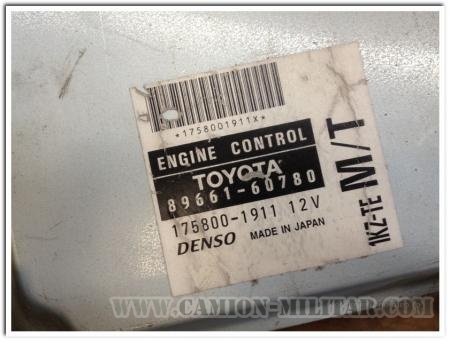 *1758001911X*
ENGINE CONTROL
TOYOTA
89661-60780
175800-1911 12V
DENSO MADE IN JAPAN
1KZ-TE M/T
WWW.CAMION-MILITAR.COM